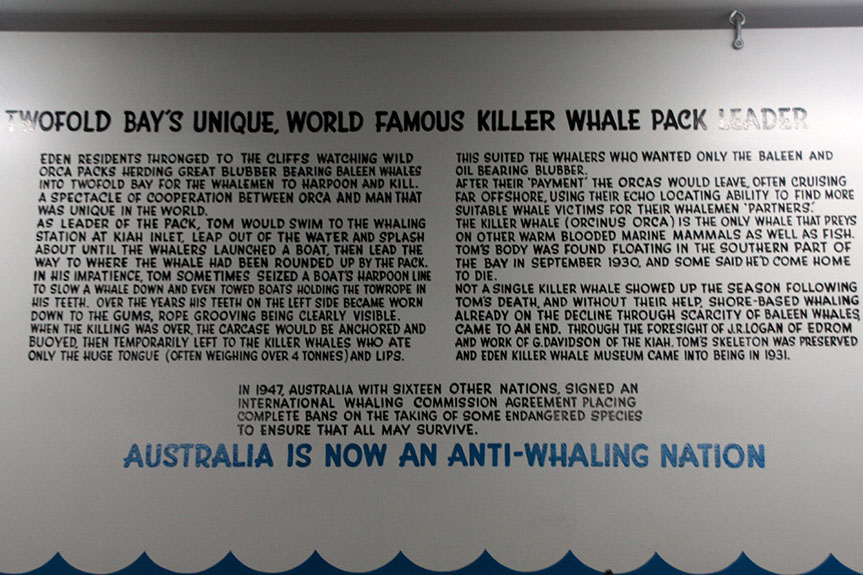 TWOFOLD BAY'S UNIQUE, WORLD FAMOUS KILLER WHALE PACK LEADER
EDEN RESIDENTS THRONGED TO THE CLIFFS WATCHING WILD
ORCA PACKS HERDING GREAT BLUBBER BEARING BALEEN WHALES
INTO TWOFOLD BAY FOR THE WHALEMEN TO HARPOON AND KILL.
A SPECTACLE OF COOPERATION BETWEEN ORCA AND MAN THAT
WAS UNIQUE IN THE WORLD.
AS LEADER OF THE PACK, TOM WOULD SWIM TO THE WHALING
STATION AT KIAH INLET, LEAP OUT OF THE WATER AND SPLASH
ABOUT UNTIL THE WHALERS LAUNCHED A BOAT, THEN LEAD THE
WAY TO WHERE THE WHALE HAD BEEN ROUNDED UP BY THE PACK.
IN HIS IMPATIENCE, TOM SOMETIMES SEIZED A BOAT'S HARPOON LINE
TO SLOW A WHALE DOWN AND EVEN TOWED BOATS HOLDING THE TOWROPE IN
HIS TEETH. OVER THE YEARS HIS TEETH ON THE LEFT SIDE BECAME WORN
DOWN TO THE GUMS, ROPE GROOVING BEING CLEARLY VISIBLE.
WHEN THE KILLING WAS OVER, THE CARCASE WOULD BE ANCHORED AND
BUOYED, THEN TEMPORARILY LEFT TO THE KILLER WHALES WHO ATE
ONLY THE HUGE TONGUE (OFTEN WEIGHING OVER 4 TONNES) AND LIPS.
THIS SUITED THE WHALERS WHO WANTED ONLY THE BALEEN AND
OIL BEARING BLUBBER.
AFTER THEIR 'PAYMENT' THE ORCAS WOULD LEAVE, OFTEN CRUISING
FAR OFFSHORE, USING THEIR ECHO LOCATING ABILITY TO FIND MORE
SUITABLE WHALE VICTIMS FOR THEIR WHALEMEN 'PARTNERS'.
THE KILLER WHALE (ORCINUS ORCA) IS THE ONLY WHALE THAT PREYS
ON OTHER WARM BLOODED MARINE MAMMALS AS WELL AS FISH.
TOM'S BODY WAS FOUND FLOATING IN THE SOUTHERN PART OF
THE BAY IN SEPTEMBER 1930, AND SOME SAID HE'D COME HOME
TO DIE.
NOT A SINGLE KILLER WHALE SHOWED UP THE SEASON FOLLOWING
TOM'S DEATH, AND WITHOUT THEIR HELP, SHORE-BASED WHALING
ALREADY ON THE DECLINE THROUGH SCARCITY OF BALEEN WHALES,
CAME TO AN END. THROUGH THE FORESIGHT OF J.R.LOGAN OF EDROM
AND WORK OF G.DAVIDSON OF THE KIAH, TOM'S SKELETON WAS PRESERVED
AND EDEN KILLER WHALE MUSEUM CAME INTO BEING IN 1931.
IN 1947, AUSTRALIA WITH SIXTEEN OTHER NATIONS, SIGNED AN
INTERNATIONAL WHALING COMMISSION AGREEMENT PLACING
COMPLETE BANS ON THE TAKING OF SOME ENDANGERED SPECIES
TO ENSURE THAT ALL MAY SURVIVE.
AUSTRALIA IS NOW AN ANTI-WHALING NATION